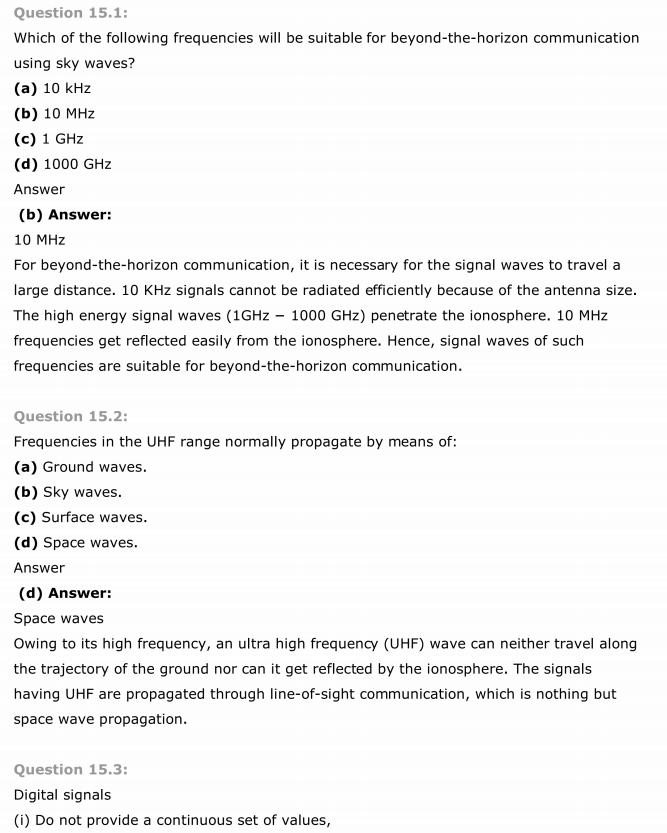 Question 15.1:
Which of the following frequencies will be suitable for beyond-the-horizon communication
using sky waves?
(a) 10 kHz
(b) 10 MHz
(c) 1 GHz
(d) 1000 GHz
Answer
(b) Answer:
10 MHz
For beyond-the-horizon communication, it is necessary for the signal waves to travel a
large distance. 10 KHz signals cannot be radiated efficiently because of the antenna size.
The high energy signal waves (1GHz − 1000 GHz) penetrate the ionosphere. 10 MHz
frequencies get reflected easily from the ionosphere. Hence, signal waves of such
frequencies are suitable for beyond-the-horizon communication.
Question 15.2:
Frequencies in the UHF range normally propagate by means of:
(a) Ground waves.
(b) Sky waves.
(c) Surface waves.
(d) Space waves.
Answer
(d) Answer:
Space waves
Owing to its high frequency, an ultra high frequency (UHF) wave can neither travel along
the trajectory of the ground nor can it get reflected by the ionosphere. The signals
having UHF are propagated through line-of-sight communication, which is nothing but
space wave propagation.
Question 15.3:
Digital signals
(i) Do not provide a continuous set of values,